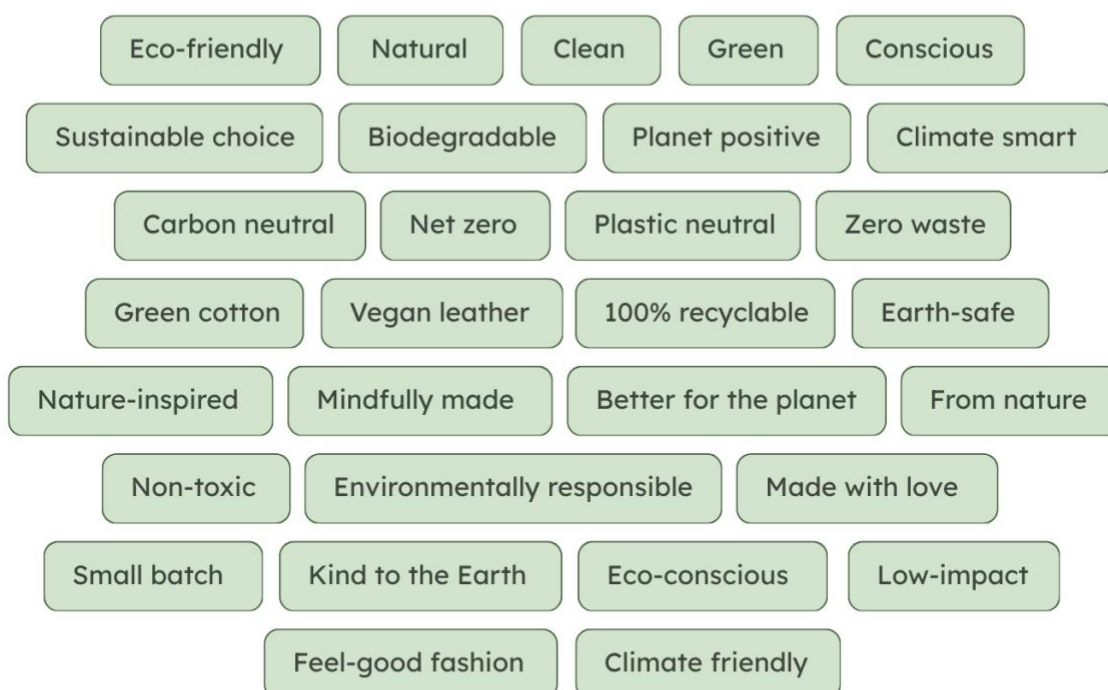 Eco-friendly Natural Clean Green Conscious
Sustainable choice Biodegradable Planet positive Climate smart
Carbon neutral Net zero Plastic neutral Zero waste
Green cotton Vegan leather 100% recyclable Earth-safe
Nature-inspired Mindfully made Better for the planet From nature
Non-toxic Environmentally responsible Made with love
Small batch Kind to the Earth Eco-conscious Low-impact
Feel-good fashion Climate friendly